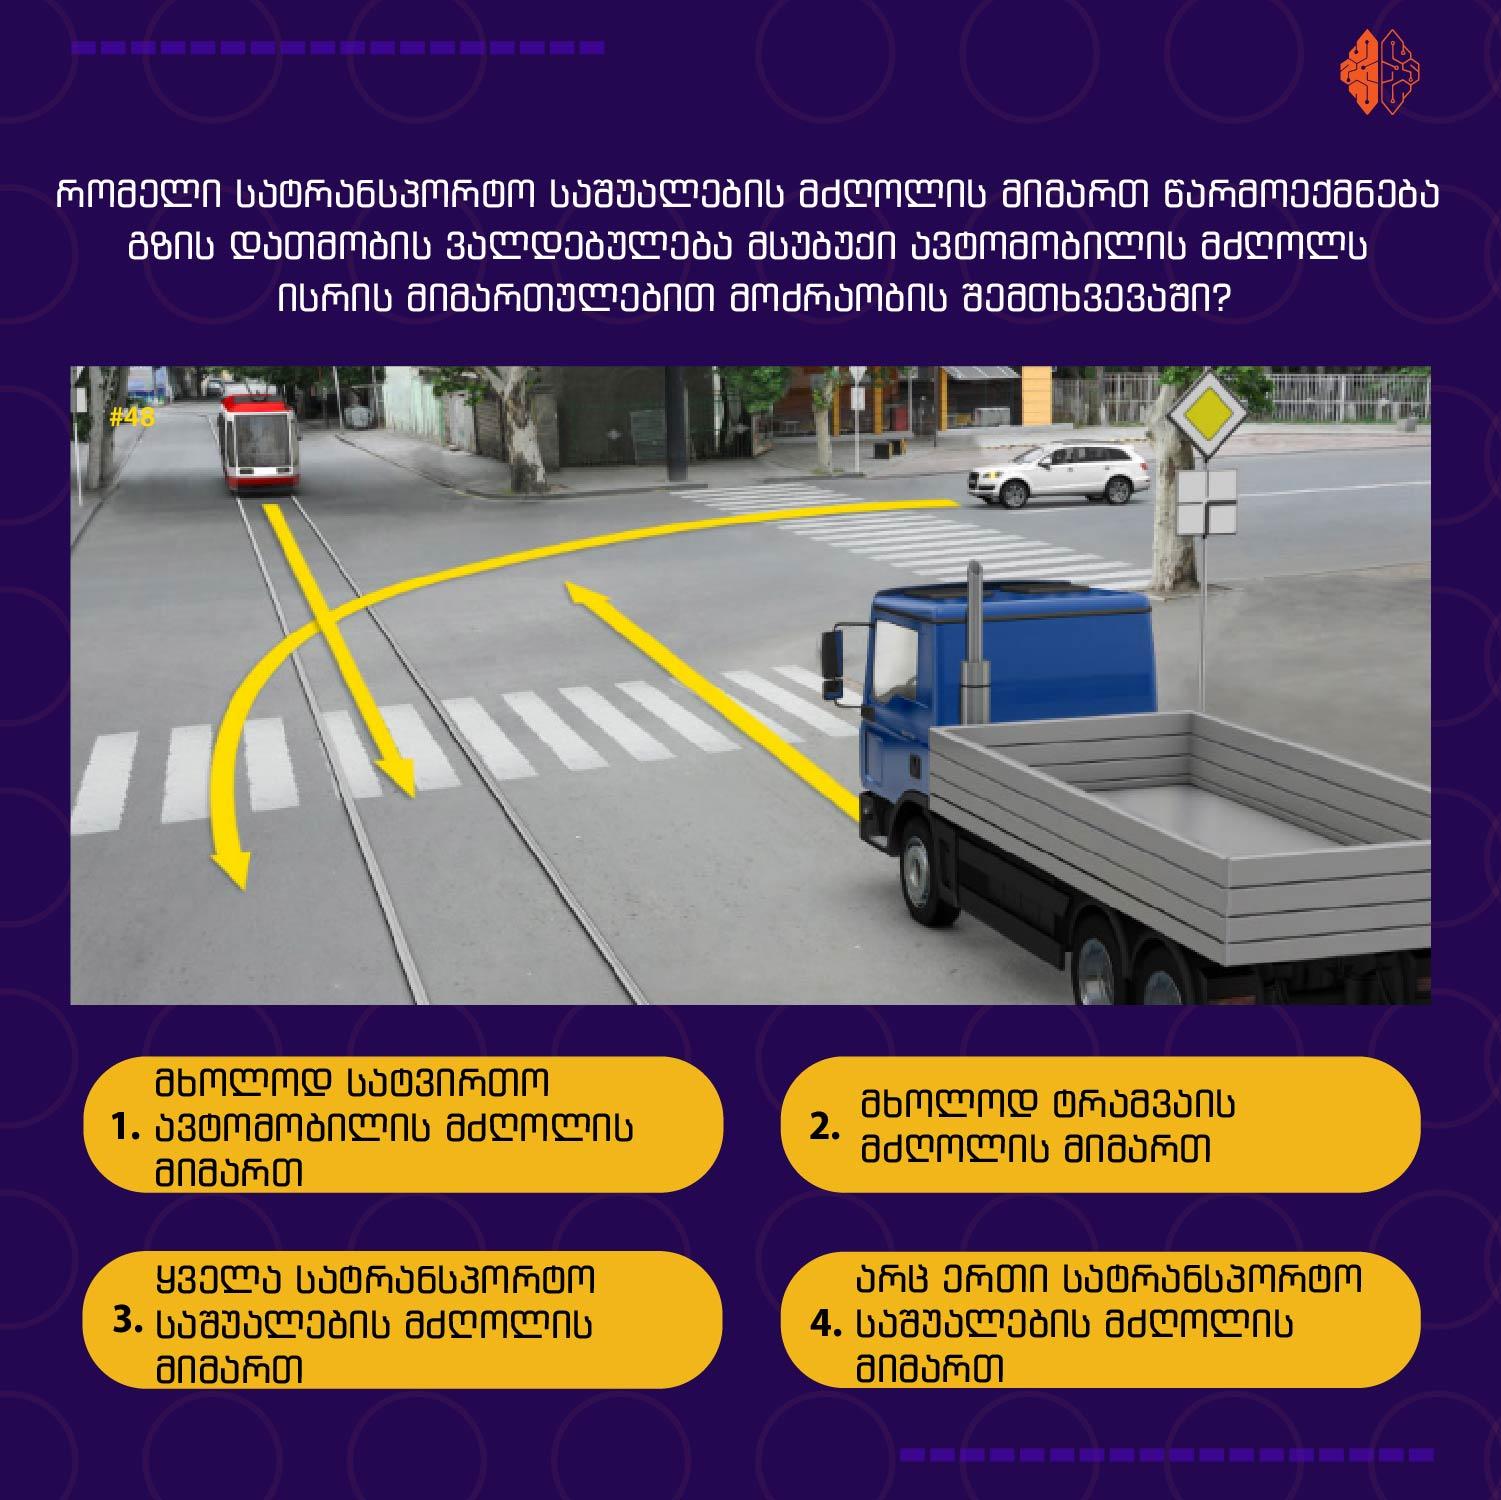 რომელი სატრანსპორტო საშუალების მძღოლის მიმართ წარმოექმნება
გზის დათმობის ვალდებულება მსუბუქი ავტომობილის მძღოლს
ისრის მიმართულებით მოძრაობის შემთხვევაში?
#48
მხოლოდ სატვირთო
1. ავტომობილის მძღოლის
მიმართ
2. მხოლოდ ტრამვაის
მძღოლის მიმართ
ყველა სატრანსპორტო
3. საშუალების მძღოლის
მიმართ
არც ერთი სატრანსპორტო
4. საშუალების მძღოლის
მიმართ